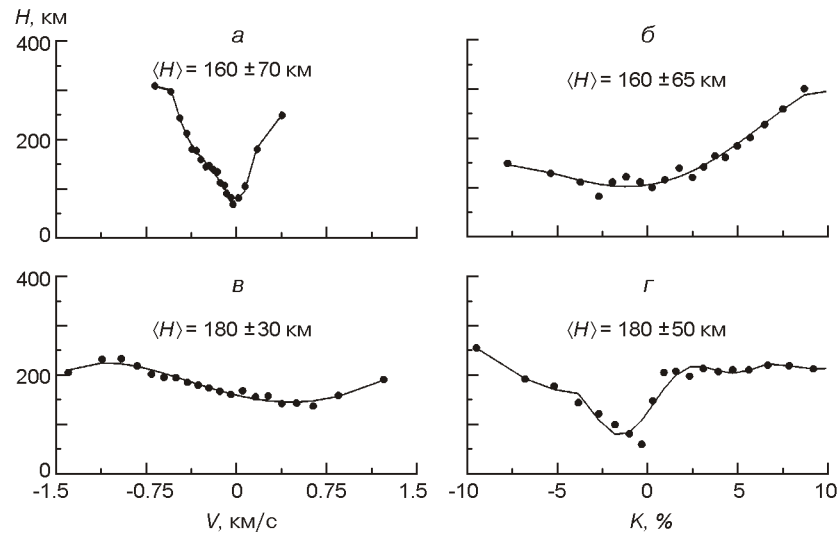 H, км
а
б
⟨H⟩ = 160 ±70 км
⟨H⟩ = 160 ±65 км
400
200
0
в
г
⟨H⟩ = 180 ±30 км
⟨H⟩ = 180 ±50 км
400
200
0
-1.5 -0.75 0 0.75 1.5
-10 -5 0 5 10
V, км/с
K, %